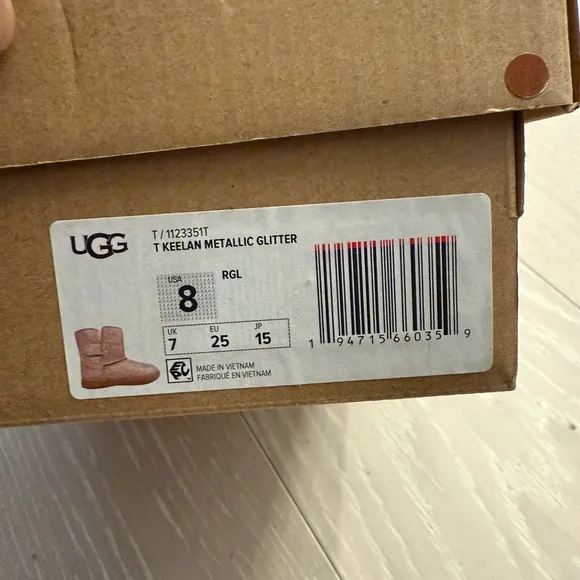 UGG
T / 1123351T
T KEELAN METALLIC GLITTER
USA
8
RGL
UK
7
EU
25
JP
15
MADE IN VIETNAM
FABRIQUÉ EN VIETNAM
1 94715 66035 9